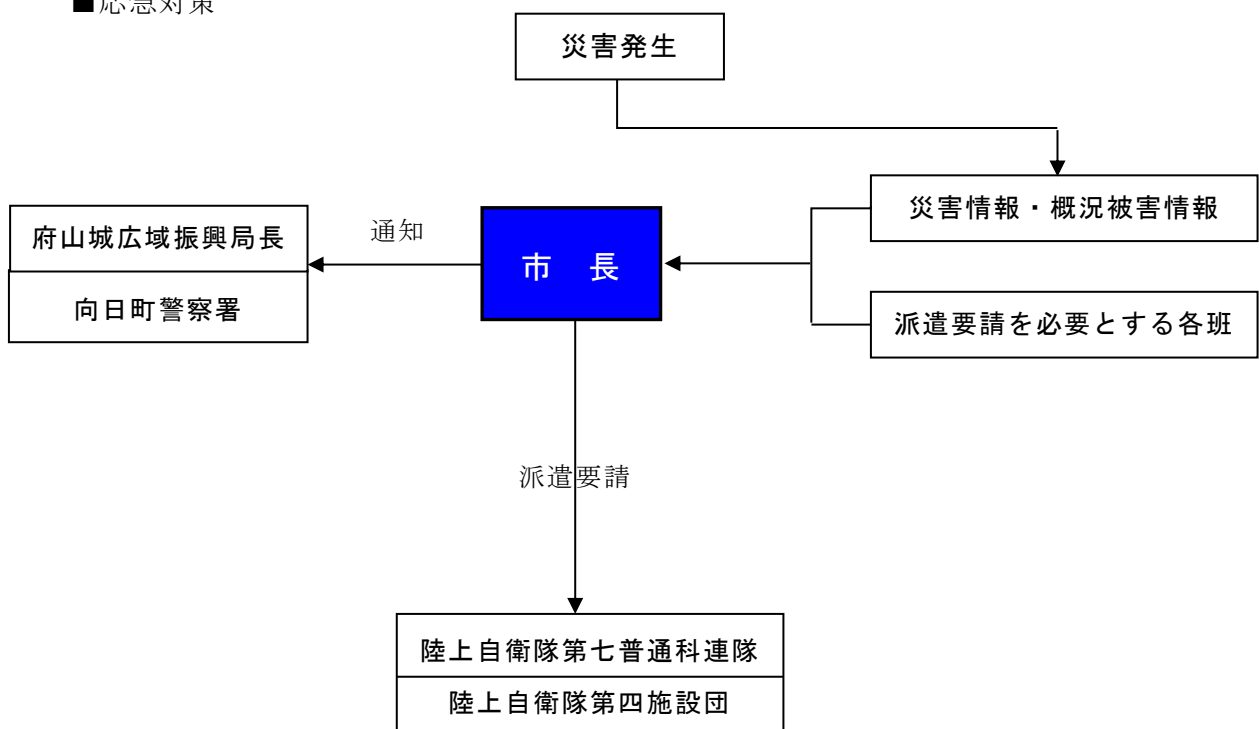 ■応急対策
災害発生
災害情報・概況被害情報
府山城広域振興局長
通知
市　長
向日町警察署
派遣要請を必要とする各班
派遣要請
陸上自衛隊第七普通科連隊
陸上自衛隊第四施設団